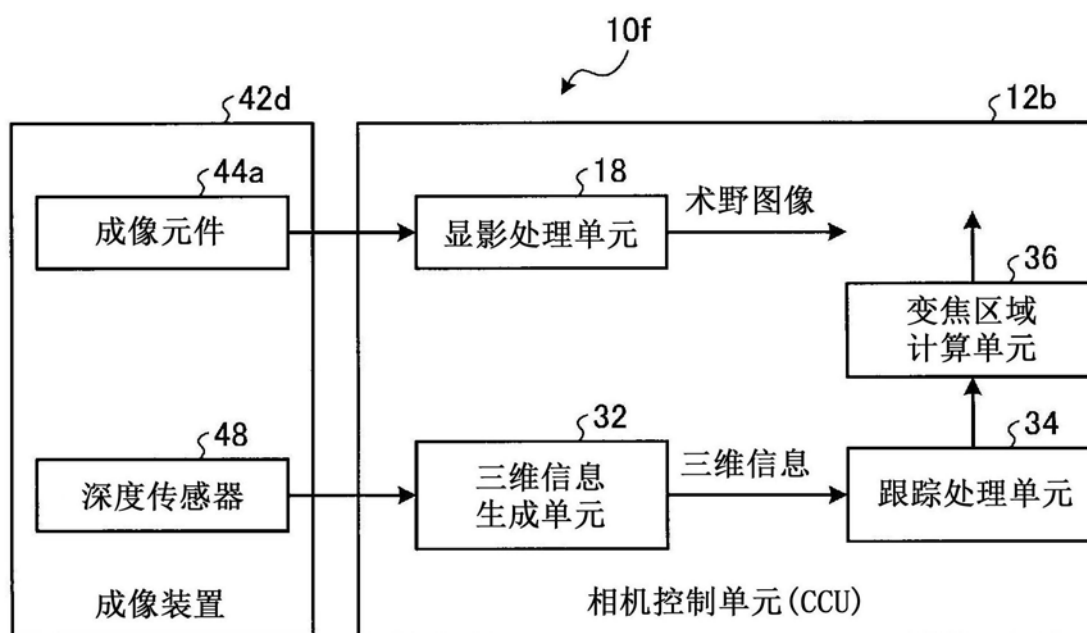 10f
42d
12b
44a
成像元件
18
显影处理单元
术野图像
36
变焦区域
计算单元
48
深度传感器
32
三维信息
生成单元
三维信息
34
跟踪处理单元
成像装置
相机控制单元(CCU)